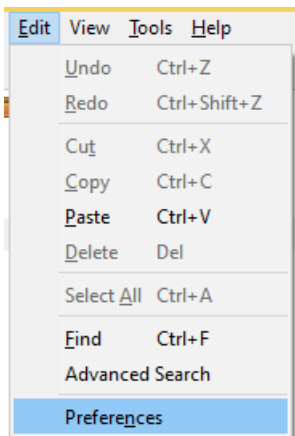 Edit View Tools Help
Undo Ctrl+Z
Redo Ctrl+Shift+Z
Cut Ctrl+X
Copy Ctrl+C
Paste Ctrl+V
Delete Del
Select All Ctrl+A
Find Ctrl+F
Advanced Search
Preferences